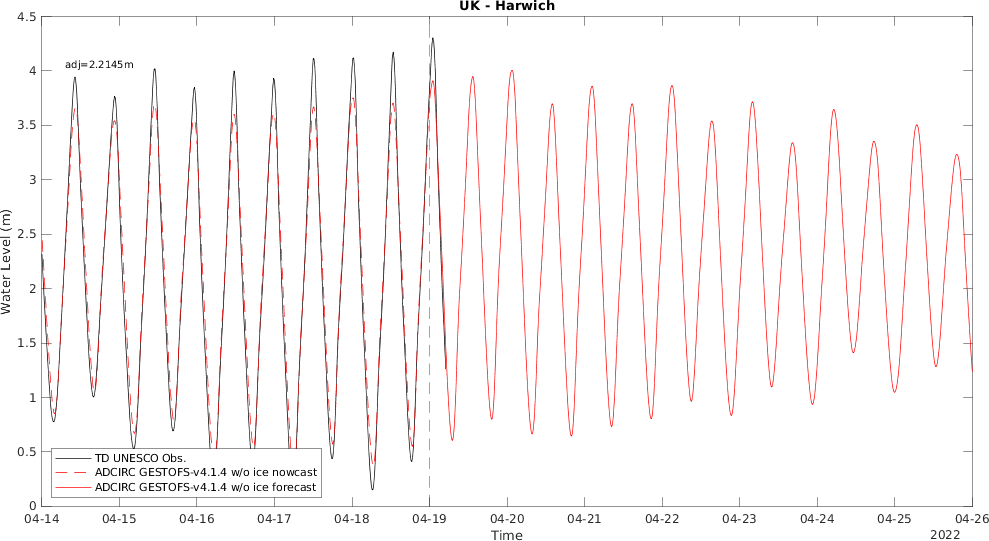 UK - Harwich
4.5
4
3.5
3
2.5
2
1.5
1
0.5
0
Water Level (m)
adj=2.2145m
TD UNESCO Obs.
ADCIRC GESTOFS-v4.1.4 w/o ice nowcast
ADCIRC GESTOFS-v4.1.4 w/o ice forecast
04-14 04-15 04-16 04-17 04-18 04-19 04-20 04-21 04-22 04-23 04-24 04-25 04-26
Time
2022